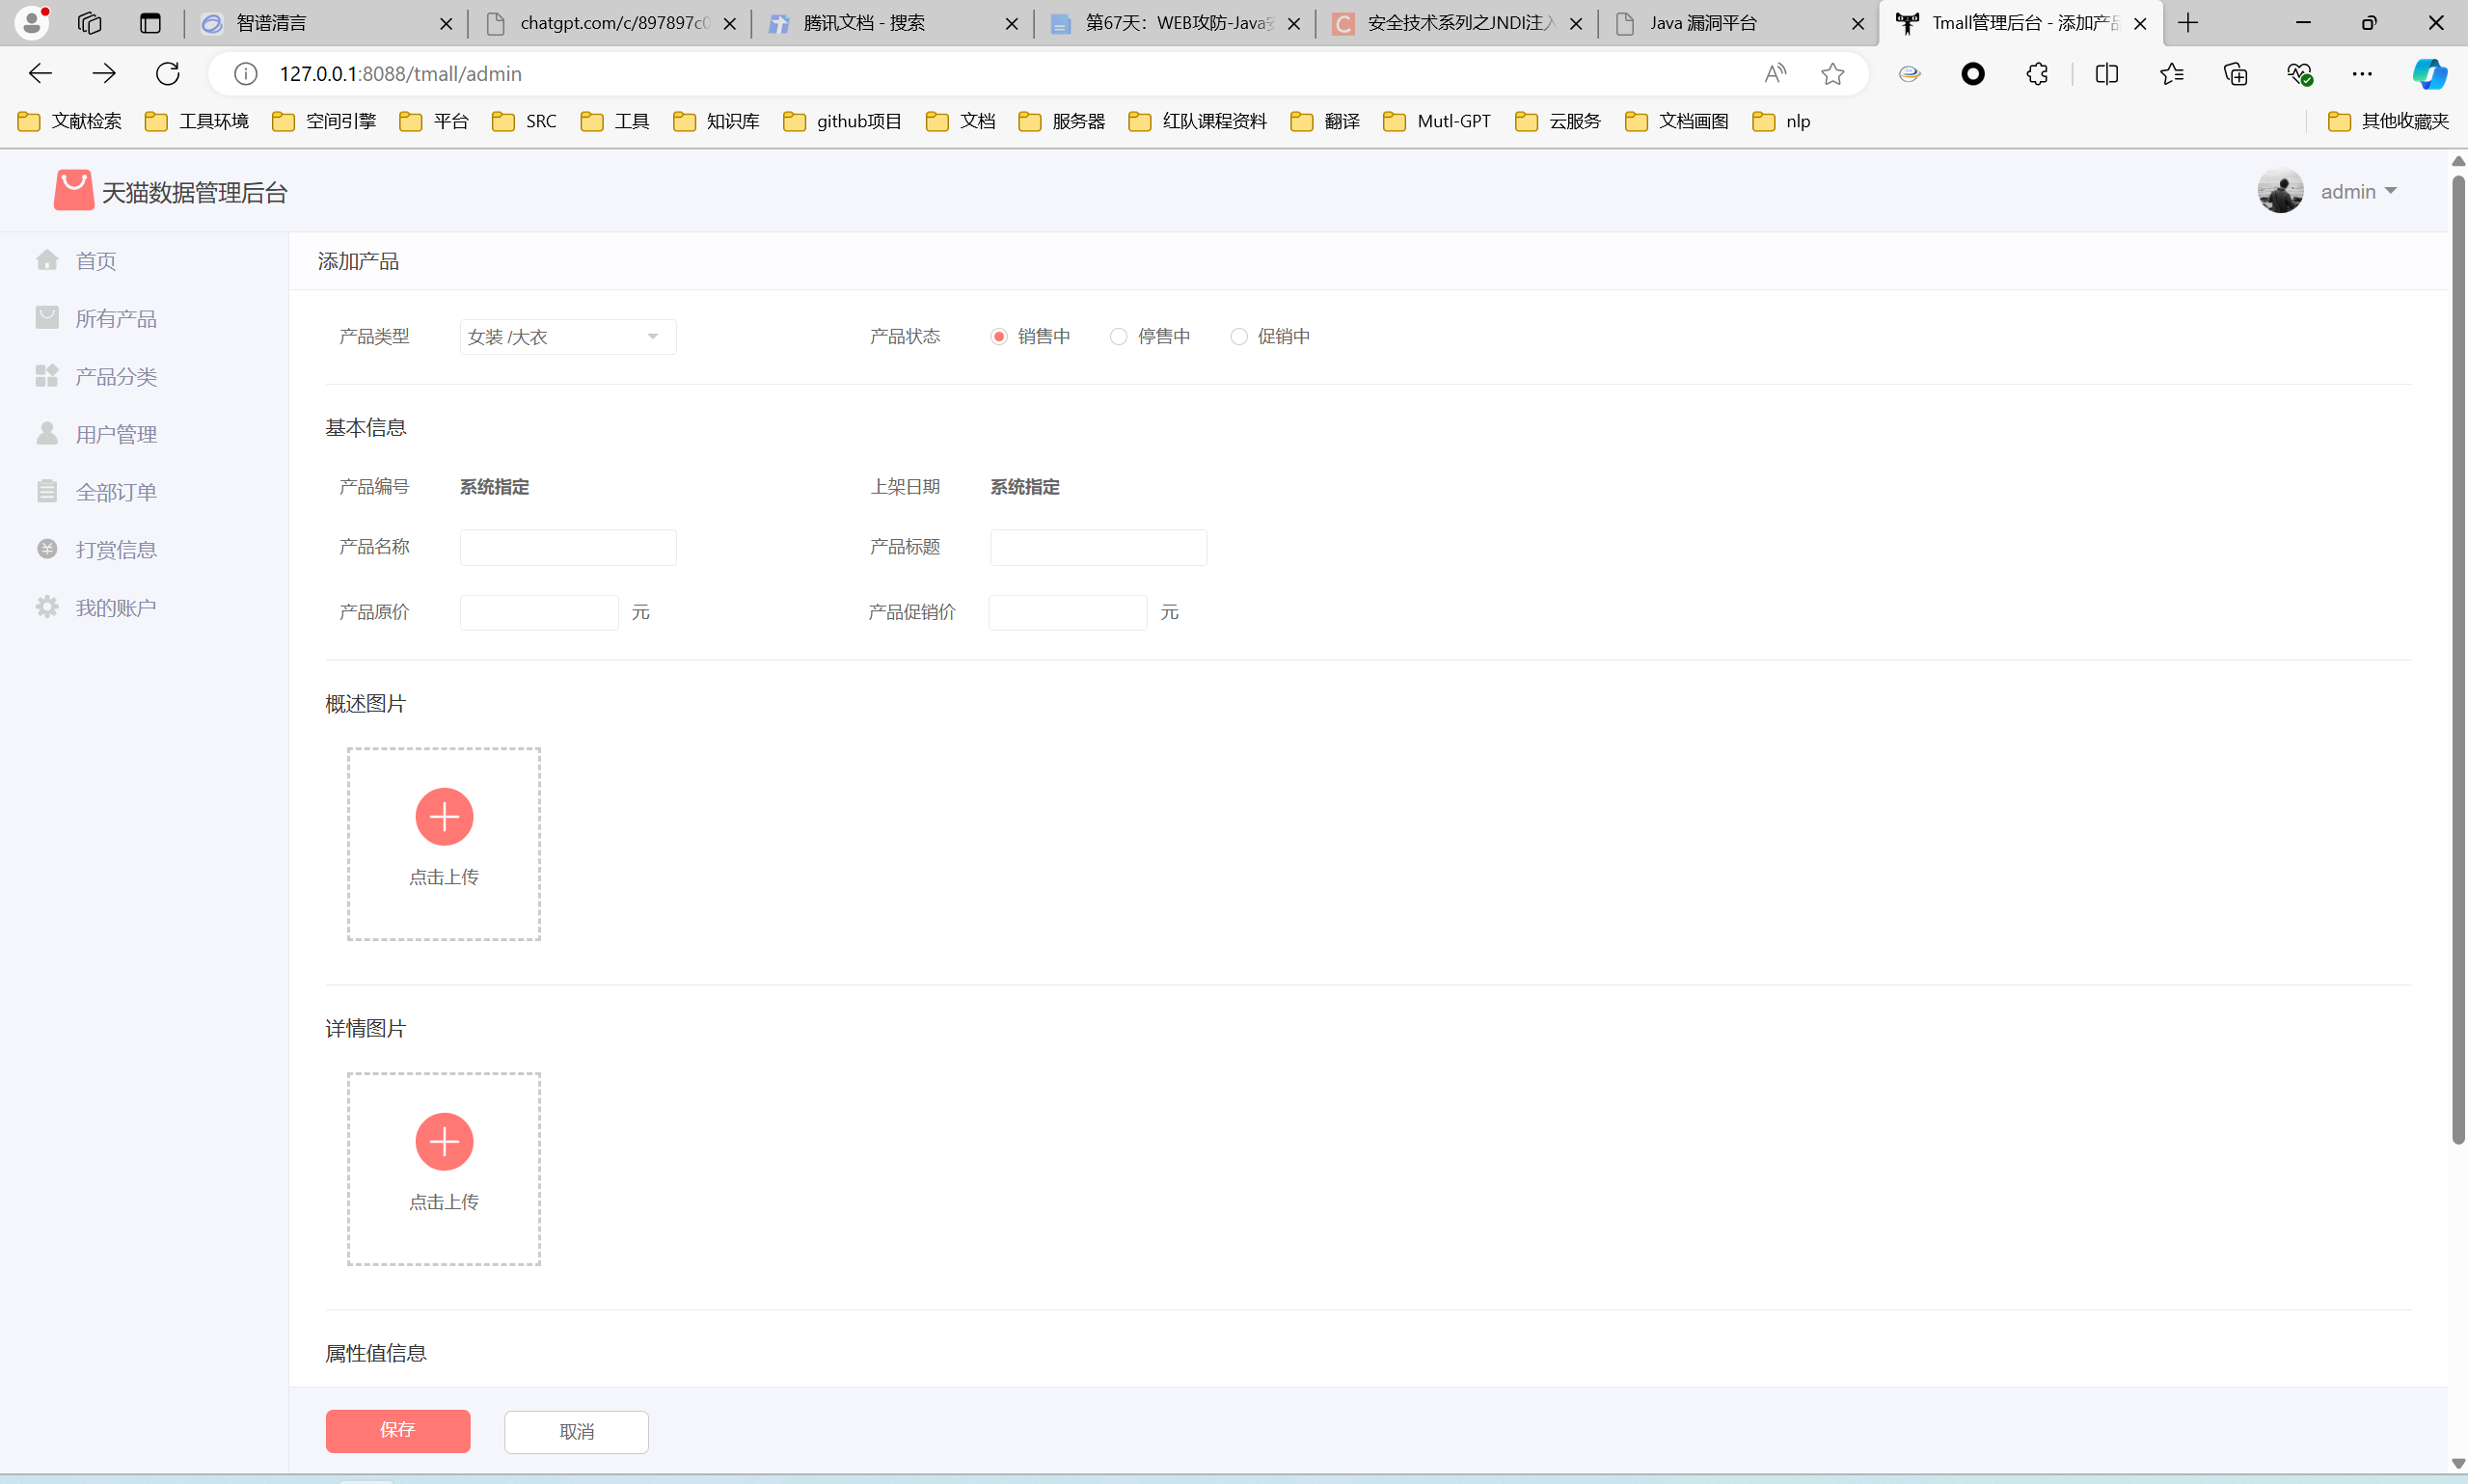 智谱清言
chatgpt.com/c/897897c0
腾讯文档 - 搜索
第67天：WEB攻防-Java安
安全技术系列之JNDI注入
Java 漏洞平台
Tmall管理后台 - 添加产品
127.0.0.1:8088/tmall/admin
文献检索 工具环境 空间引擎 平台 SRC 工具 知识库 github项目 文档 服务器 红队课程资料 翻译 Mutl-GPT 云服务 文档画图 nlp 其他收藏夹
天猫数据管理后台
admin
首页
所有产品
产品分类
用户管理
全部订单
打赏信息
我的账户
添加产品
产品类型 女装 /大衣 产品状态 销售中 停售中 促销中
基本信息
产品编号 系统指定 上架日期 系统指定
产品名称 产品标题
产品原价 元 产品促销价 元
概述图片
点击上传
详情图片
点击上传
属性值信息
保存 取消